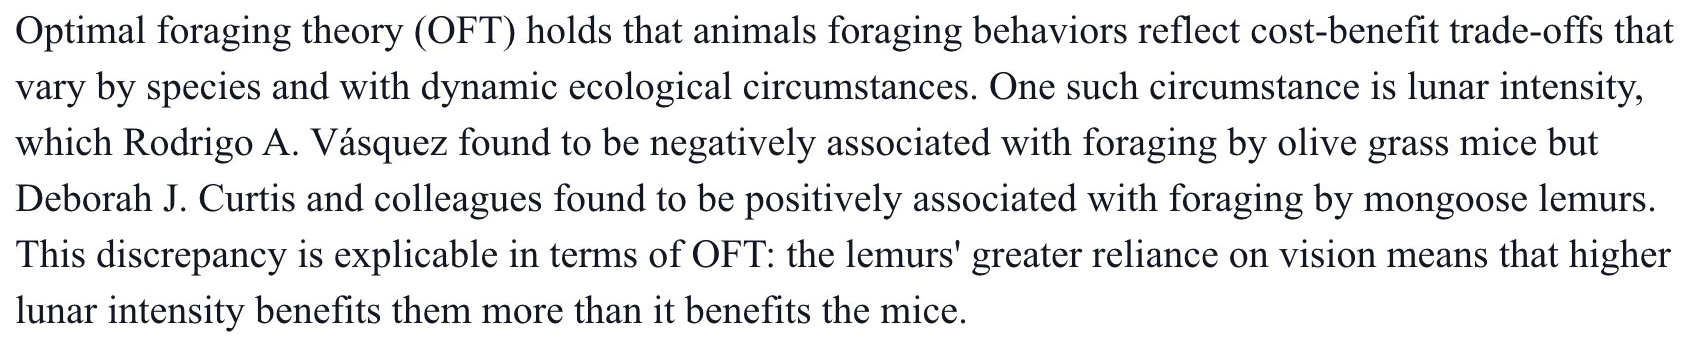 Optimal foraging theory (OFT) holds that animals foraging behaviors reflect cost-benefit trade-offs that
vary by species and with dynamic ecological circumstances. One such circumstance is lunar intensity,
which Rodrigo A. Vásquez found to be negatively associated with foraging by olive grass mice but
Deborah J. Curtis and colleagues found to be positively associated with foraging by mongoose lemurs.
This discrepancy is explicable in terms of OFT: the lemurs' greater reliance on vision means that higher
lunar intensity benefits them more than it benefits the mice.